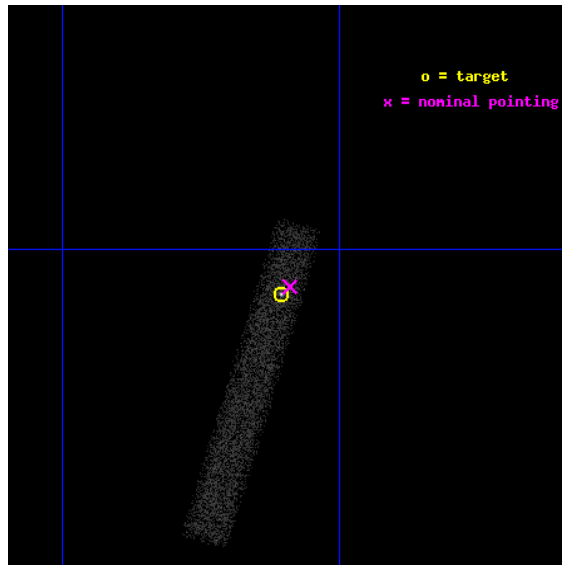 o = target
x = nominal pointing